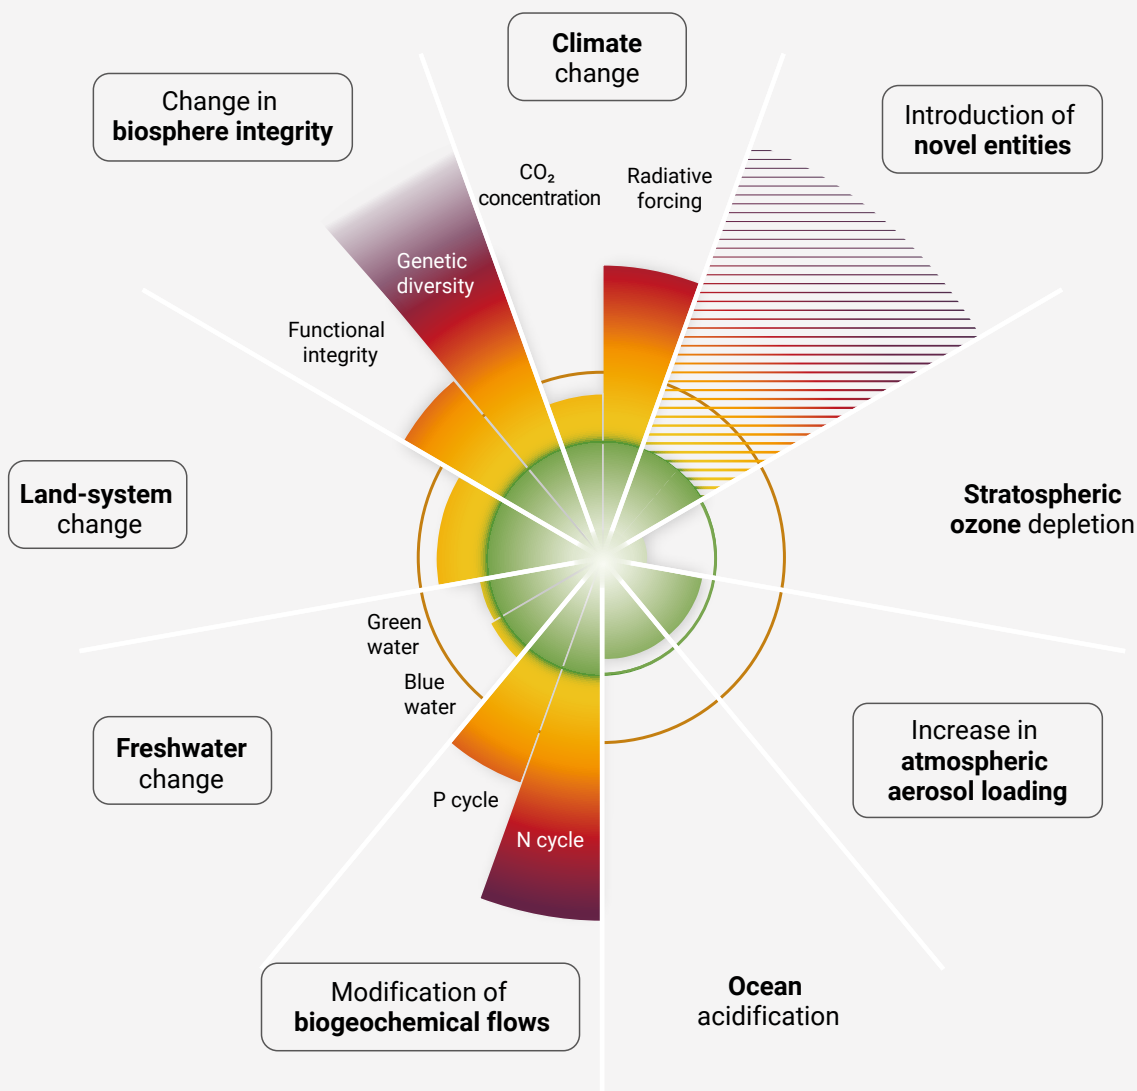 Climate
change
Change in
biosphere integrity
Introduction of
novel entities
CO₂
concentration
Radiative
forcing
Genetic
diversity
Functional
integrity
Land-system
change
Stratospheric
ozone depletion
Green
water
Blue
water
Freshwater
change
Increase in
atmospheric
aerosol loading
P cycle
N cycle
Modification of
biogeochemical flows
Ocean
acidification